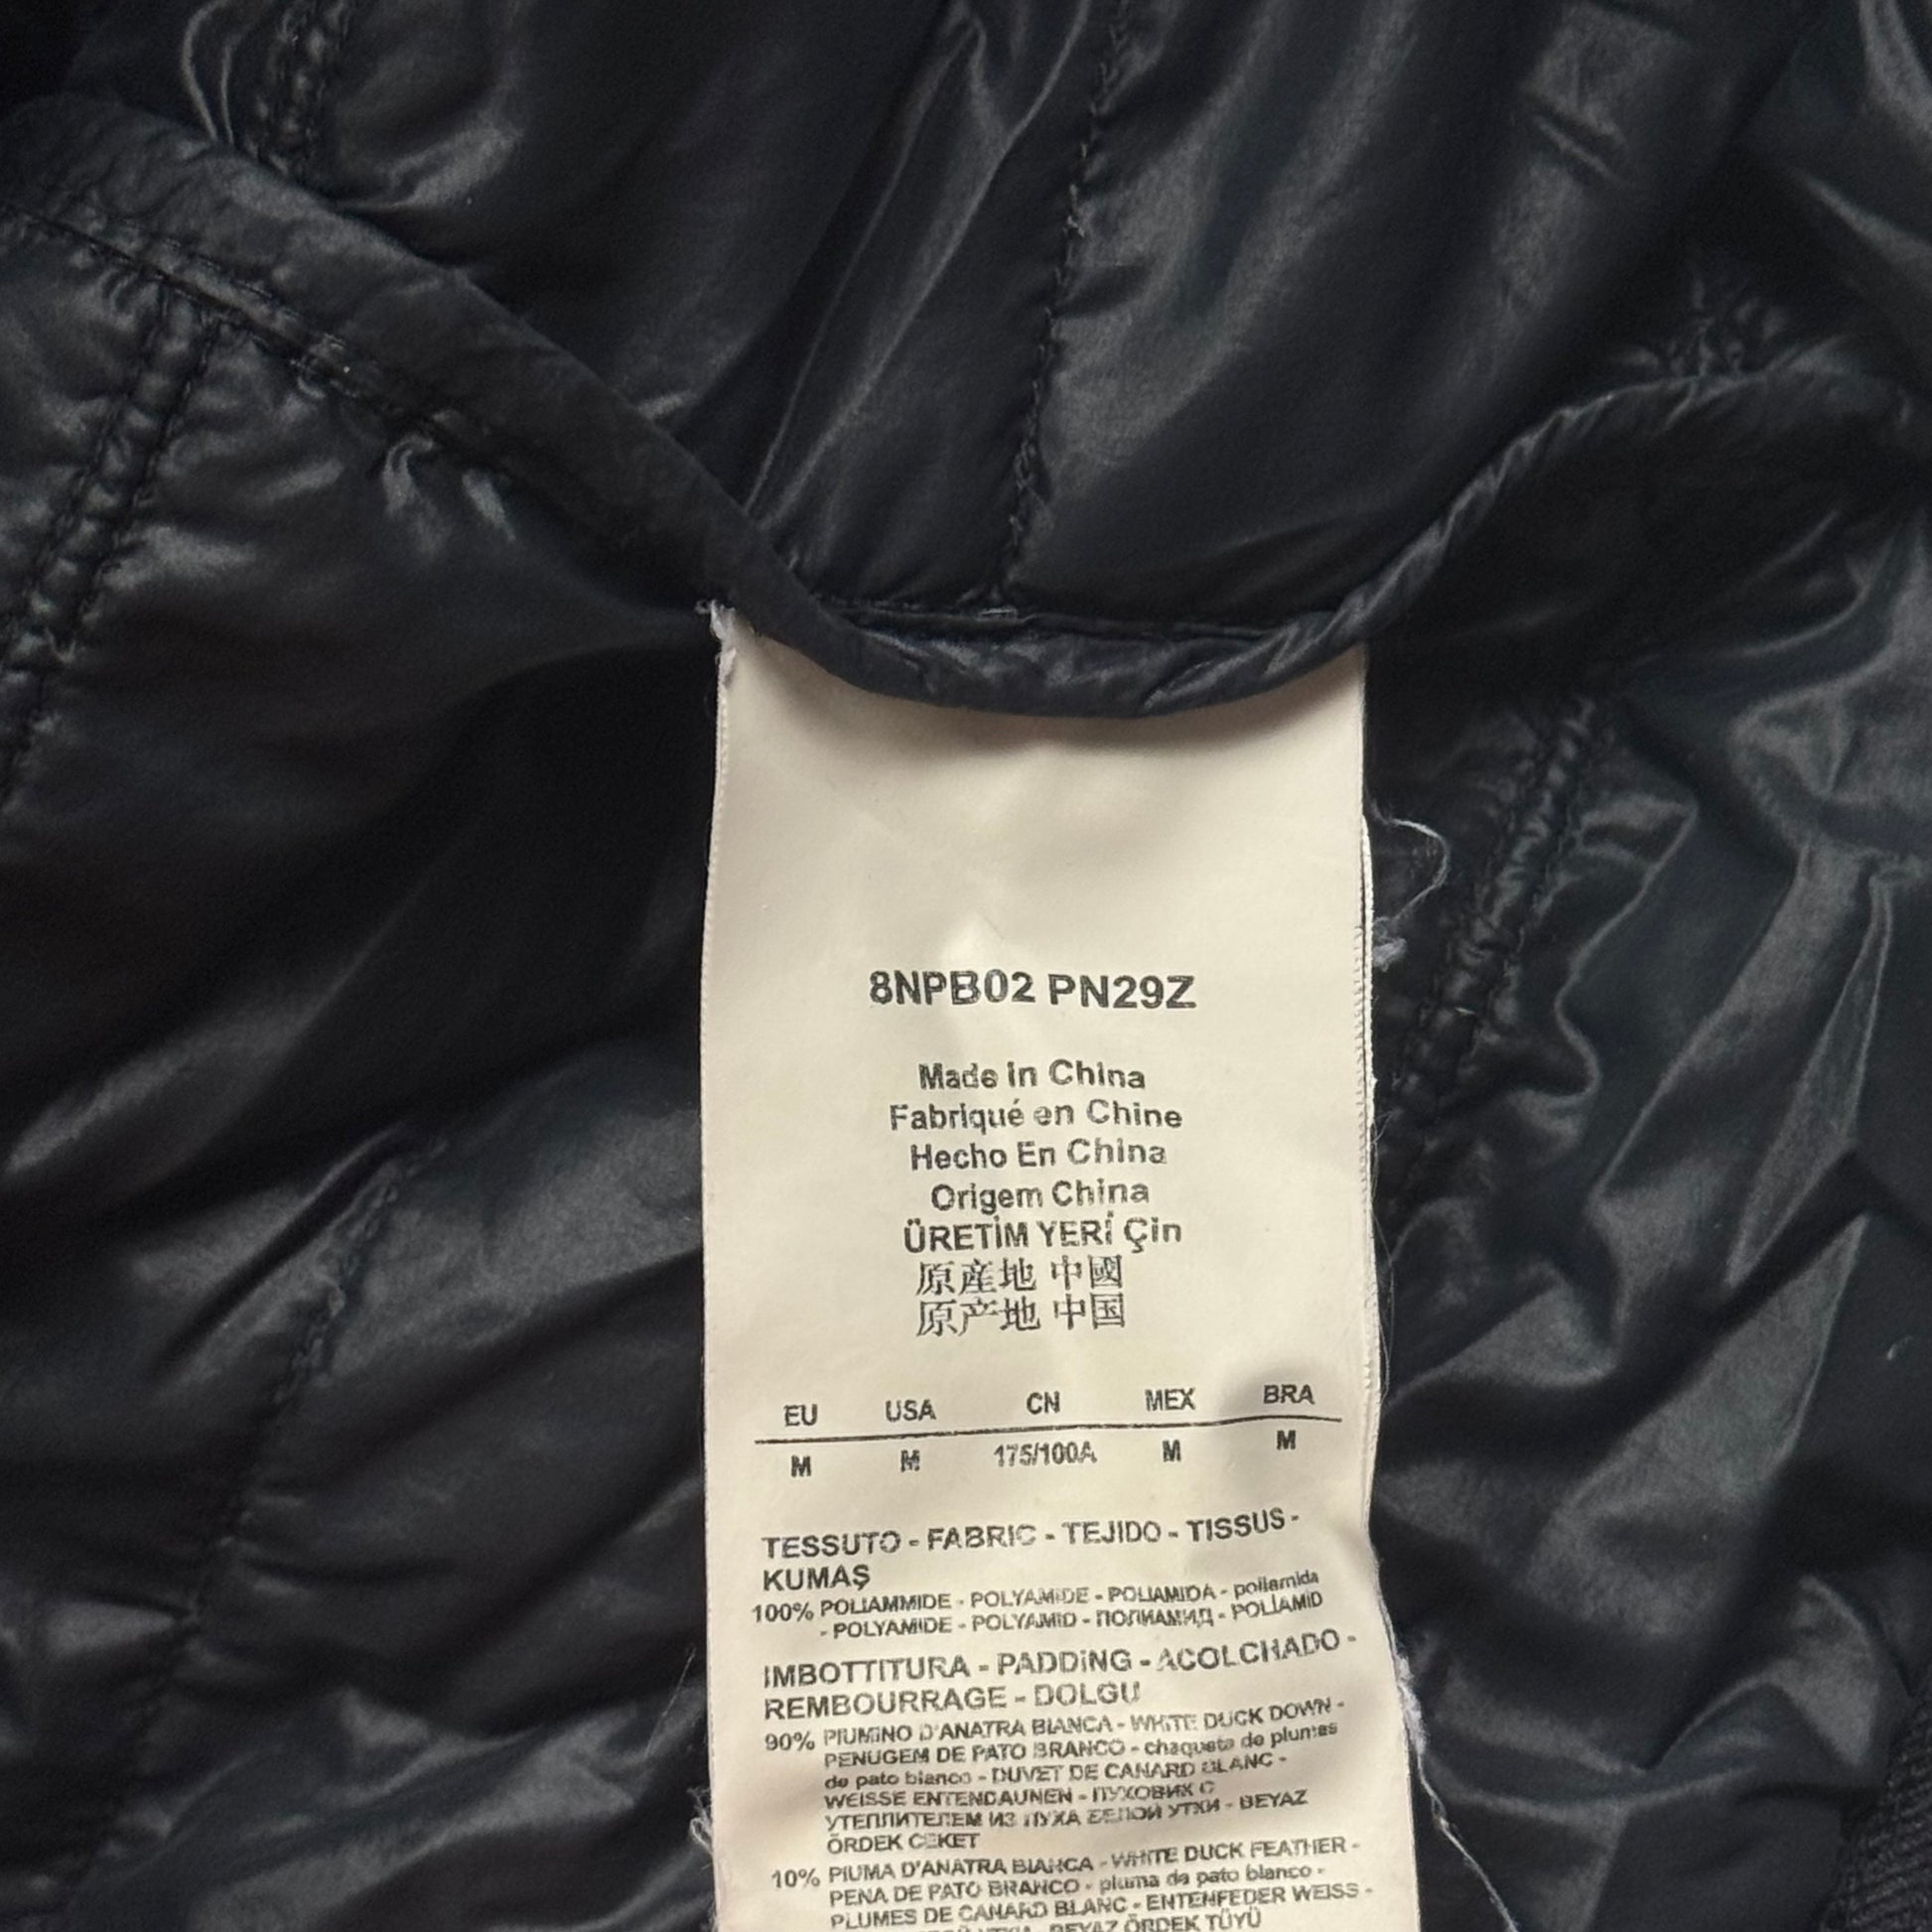 8NPB02 PN29Z
Made in China
Fabriqué en Chine
Hecho En China
Origem China
ÜRETİM YERİ Çin
原産地 中國
原产地 中国
EU USA CN MEX BRA
M M 175/100A M M
TESSUTO - FABRIC - TEJIDO - TISSUS -
KUMAŞ
100% POLIAMMIDE - POLYAMIDE - POLIAMIDA - poliamida
- POLYAMIDE - POLYAMID - ПОЛИАМИД - POLİAMİD
IMBOTTITURA - PADDING - ACOLCHADO -
REMBOURRAGE - DOLGU
90% PIUMINO D'ANATRA BIANCA - WHITE DUCK DOWN -
PENUGEM DE PATO BRANCO - chaqueta de plumas
de pato blanco - DUVET DE CANARD BLANC -
WEISSE ENTENDAUNEN - ПУХОВИК С
УТЕПЛИТЕЛЕМ ИЗ ПУХА БЕЛОЙ УТКИ - BEYAZ
ÖRDEK CEKET
10% PIUMA D'ANATRA BIANCA - WHITE DUCK FEATHER -
PENA DE PATO BRANCO - pluma de pato blanco -
PLUMES DE CANARD BLANC - ENTENFEDER WEISS -
УТКИ - BEYAZ ÖRDEK TÜYÜ